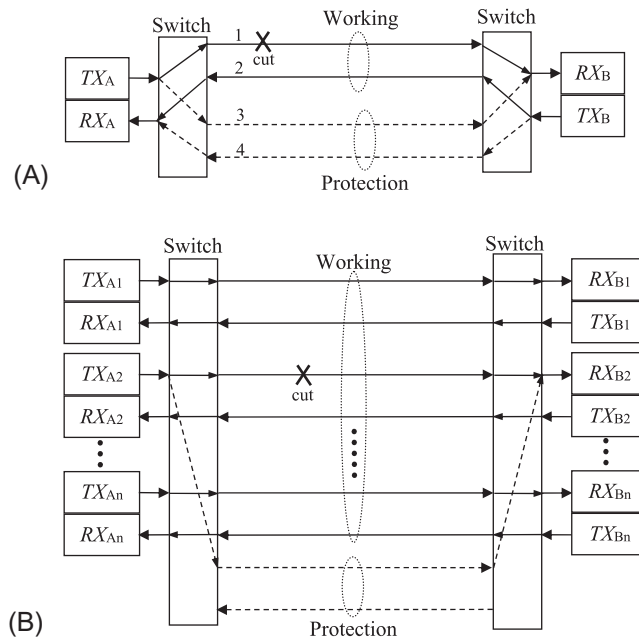 Switch
Working
Switch
1
cut
2
TXA
RXA
RXB
TXB
3
4
Protection
(A)
Switch
Working
Switch
TXA1
RXA1
RXB1
TXB1
TXA2
RXA2
cut
RXB2
TXB2
TXAn
RXAn
RXBn
TXBn
Protection
(B)